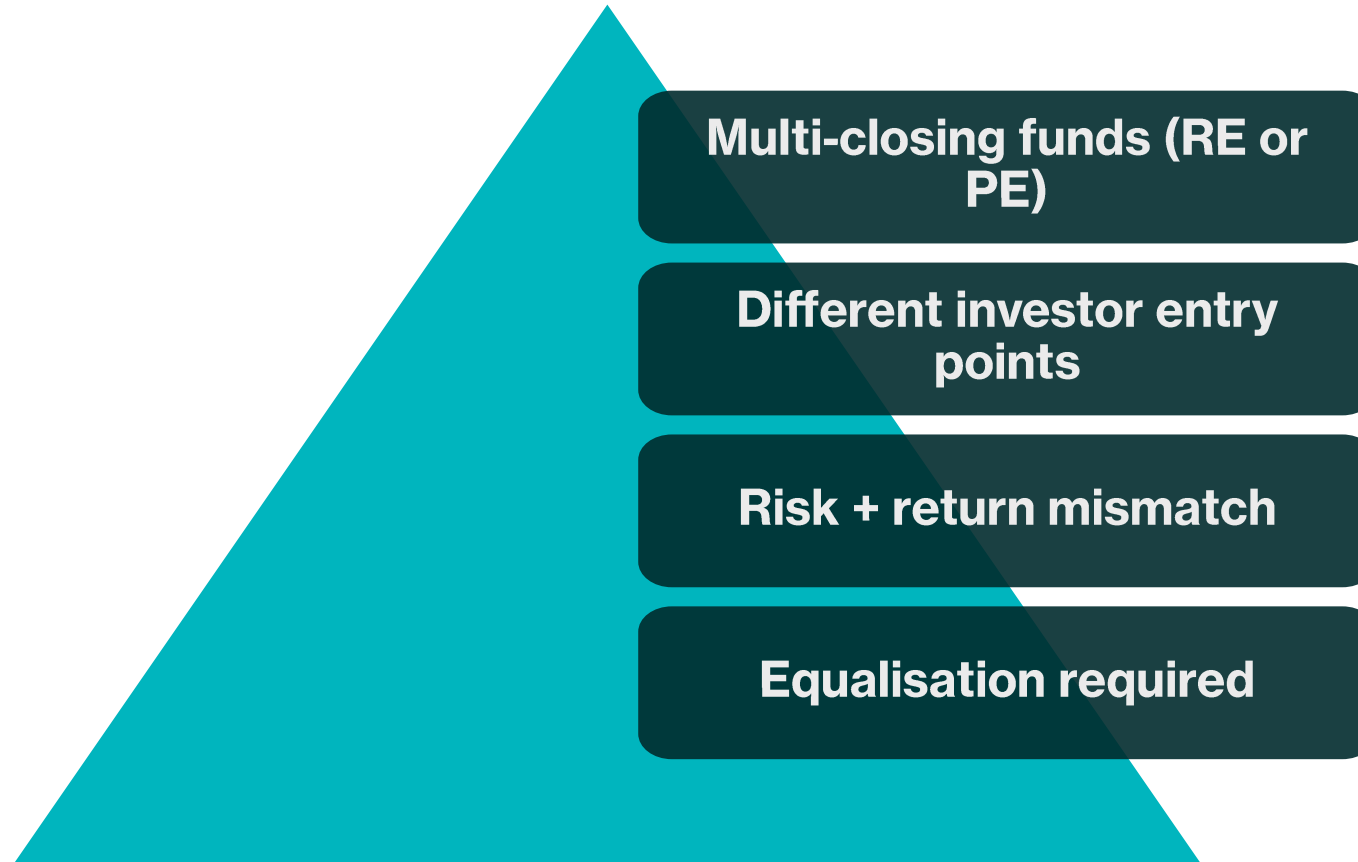 Multi-closing funds (RE or
PE)
Different investor entry
points
Risk + return mismatch
Equalisation required